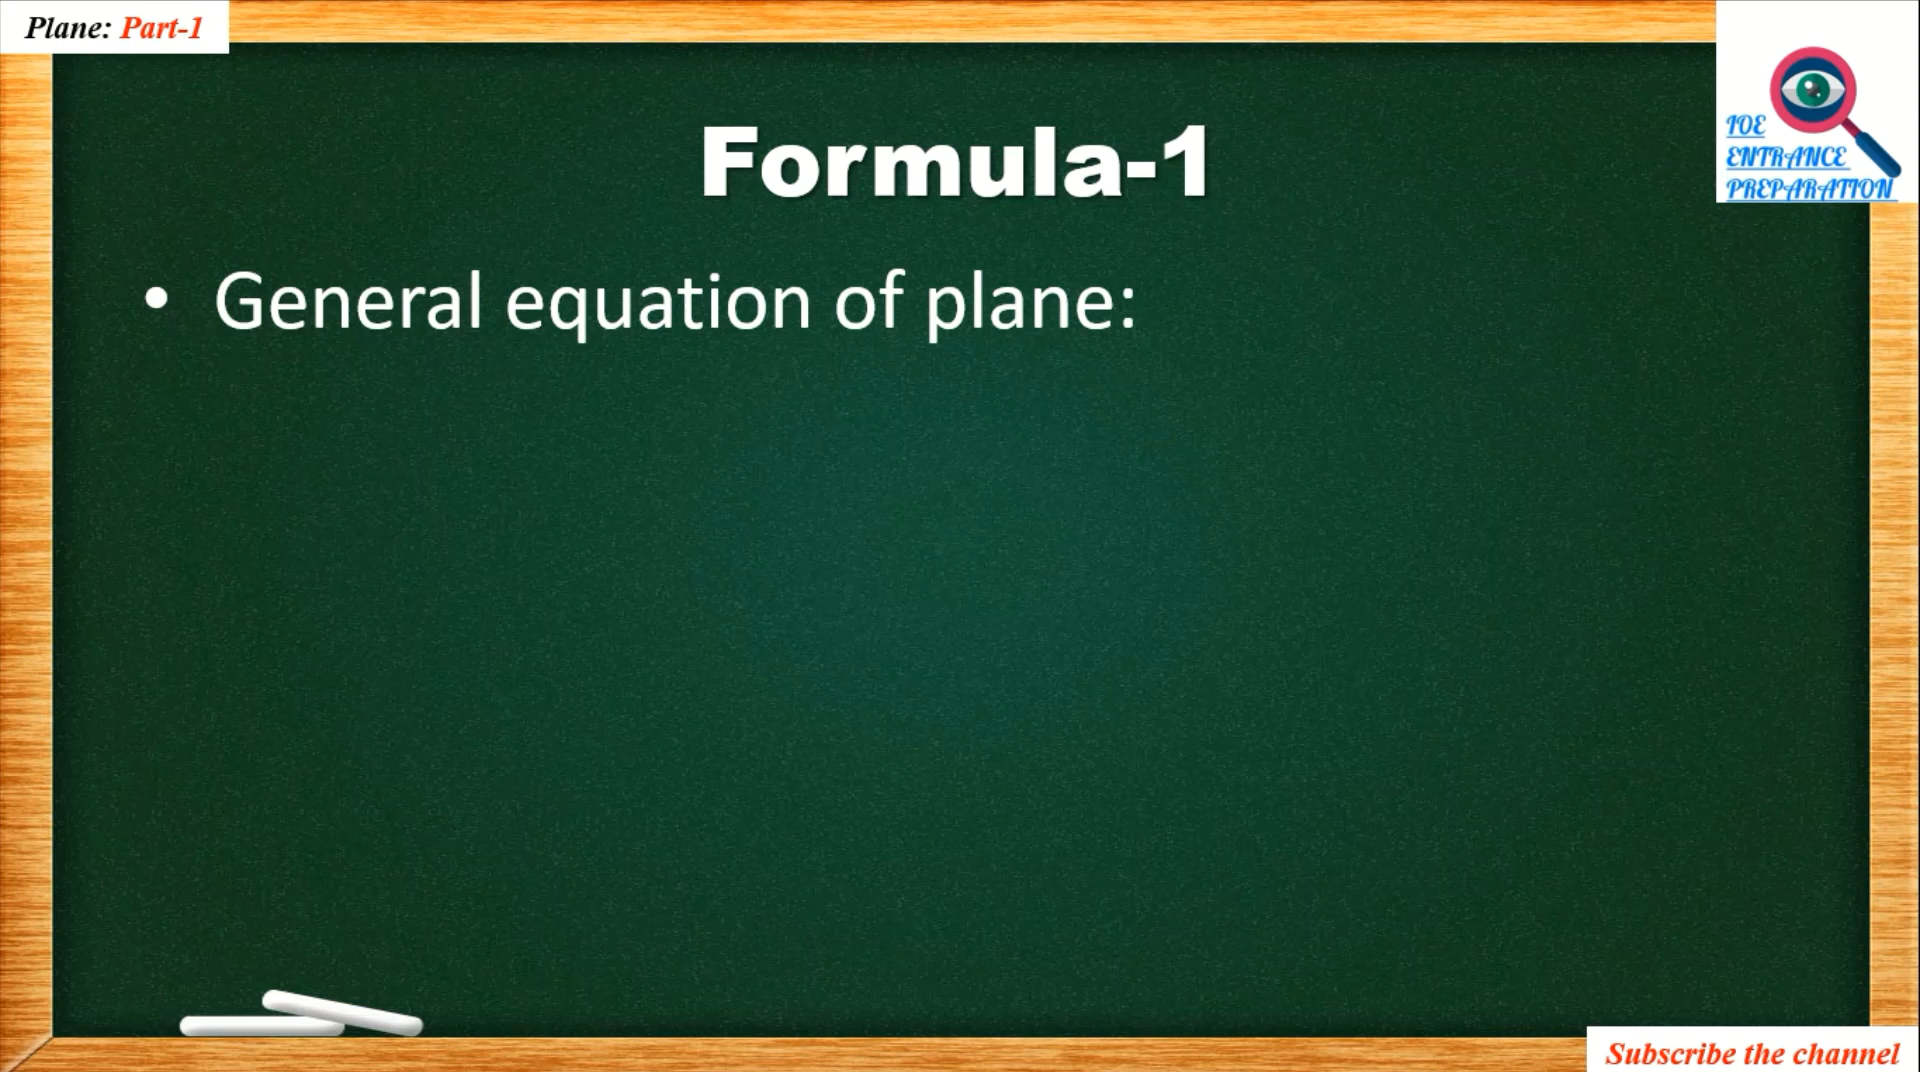 Plane: Part-1
IOE
ENTRANCE
PREPARATION
Formula-1
• General equation of plane:
Subscribe the channel